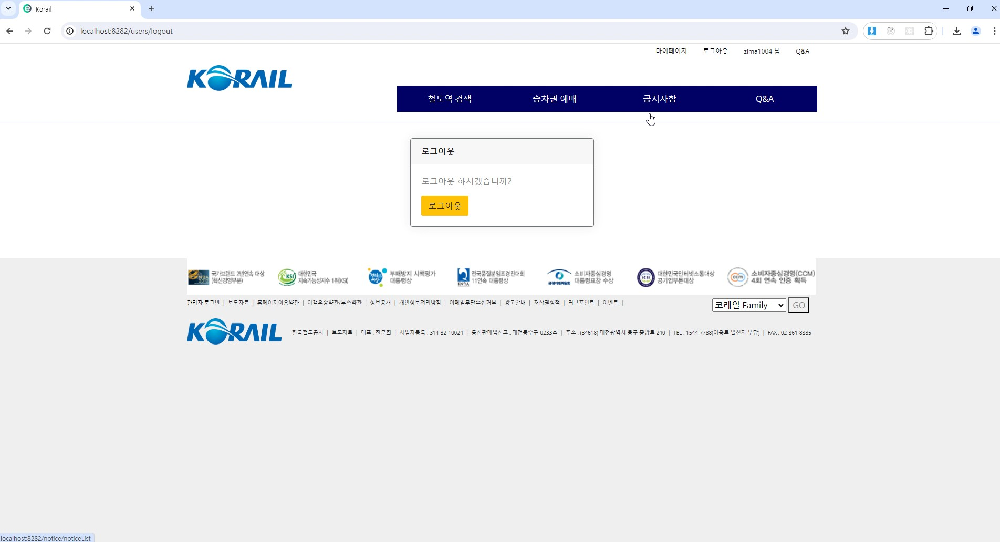 Korail
localhost:8282/users/logout
마이페이지 로그아웃 zima1004 님 Q&A
KORAIL
철도역 검색 승차권 예매 공지사항 Q&A
로그아웃
로그아웃 하시겠습니까?
로그아웃
국가브랜드 2년연속 대상
(혁신경영부분)
KSI 대한민국
지속가능성지수 1위(KSI)
부패방지 시책평가
대통령상
전국품질분임조경진대회
11연속 대통령상
공정거래위원회
소비자중심경영
대통령표창 수상
ICSI 대한민국인터넷소통대상
공기업부문대상
ccm 소비자중심경영(CCM)
4회 연속 인증 획득
관리자 로그인 | 보도자료 | 홈페이지이용약관 | 여객운송약관/부속약관 | 정보공개 | 개인정보처리방침 | 이메일무단수집거부 | 광고안내 | 저작권정책 | 러브포인트 | 이벤트 |
코레일 Family GO
KORAIL
한국철도공사 | 보도자료 | 대표 : 한문희 | 사업자등록 : 314-82-10024 | 통신판매업신고 : 대전동수구-0233호 | 주소 : (34618) 대전광역시 동구 중앙로 240 | TEL : 1544-7788(이용료 발신자 부담) | FAX : 02-361-8385
localhost:8282/notice/noticeList